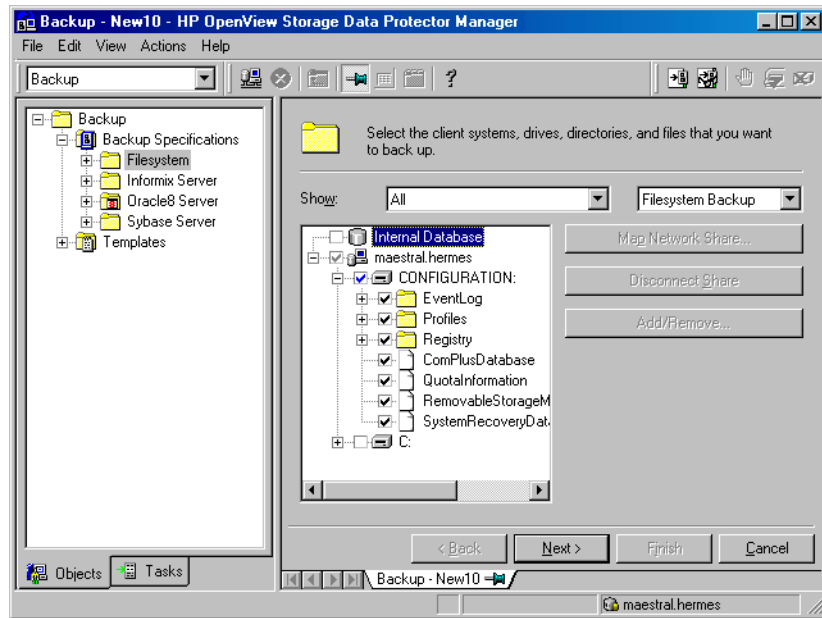 Backup - New10 - HP OpenView Storage Data Protector Manager
File Edit View Actions Help
Backup
?
Backup
Backup Specifications
Filesystem
Informix Server
Oracle8 Server
Sybase Server
Templates
Objects
Tasks
Select the client systems, drives, directories, and files that you want
to back up.
Show:
All
Filesystem Backup
Internal Database
maestral.hermes
CONFIGURATION:
EventLog
Profiles
Registry
ComPlusDatabase
QuotaInformation
RemovableStorageM
SystemRecoveryDat
C:
Map Network Share...
Disconnect Share
Add/Remove...
< Back
Next >
Finish
Cancel
Backup - New10
maestral.hermes